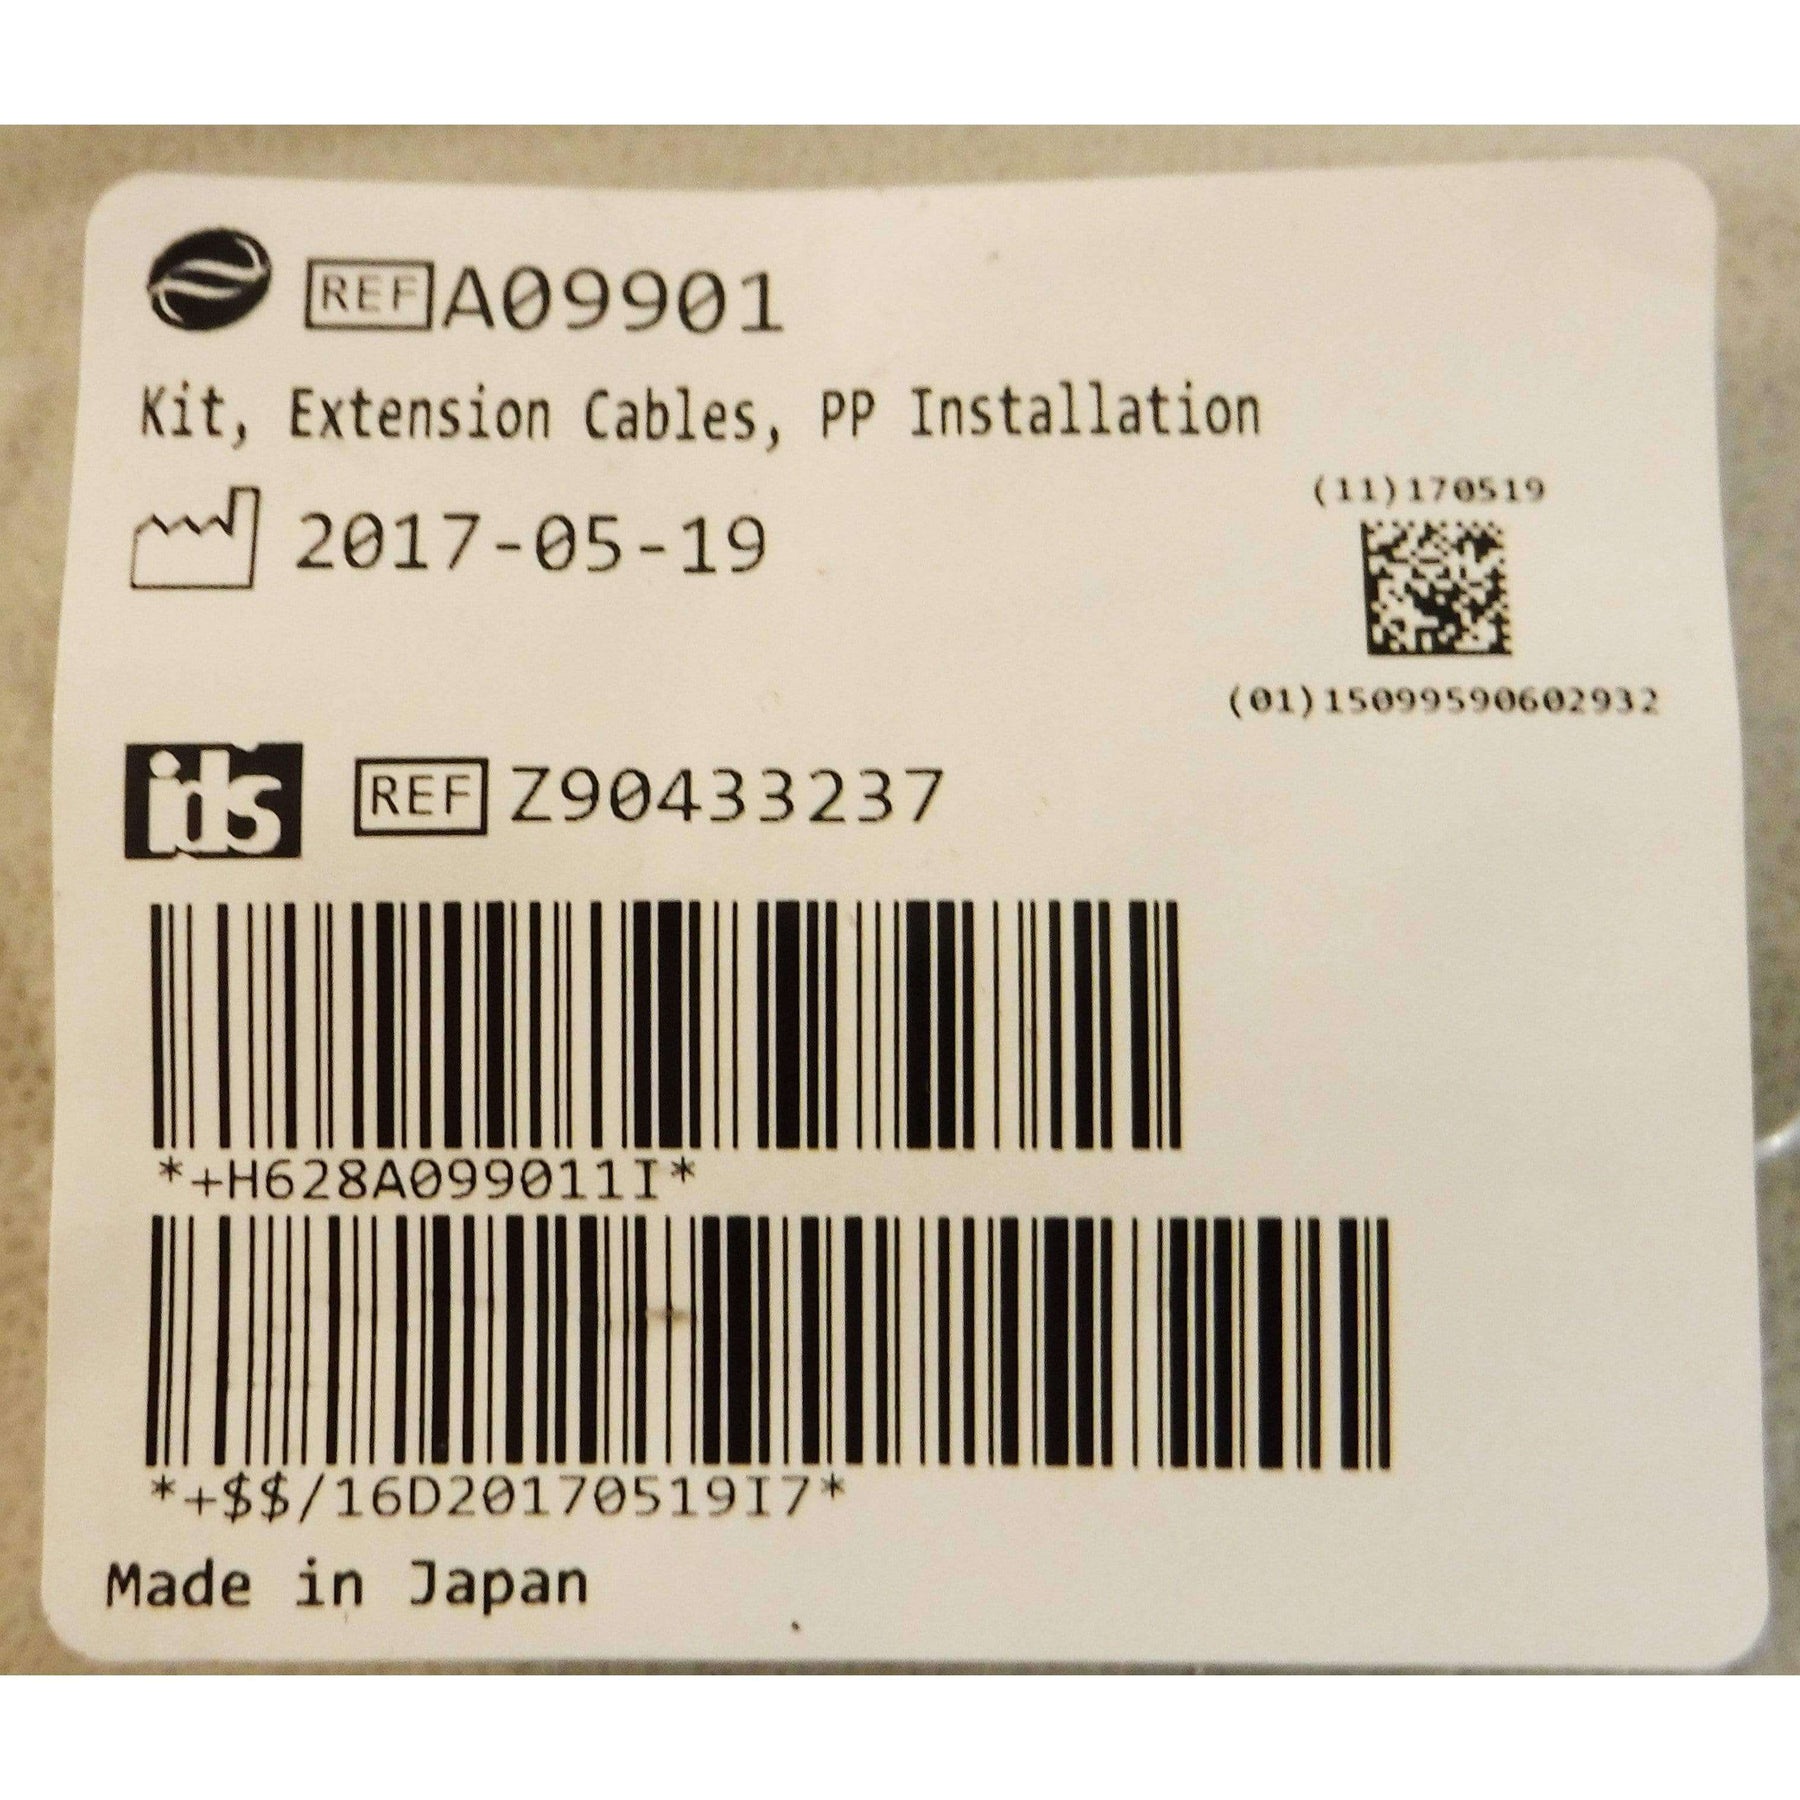 REF A09901
Kit, Extension Cables, PP Installation
2017-05-19
(11)170519
(01)15099590602932
ids REF Z90433237
*+H628A099011I*
*+$$/16D20170519I7*
Made in Japan